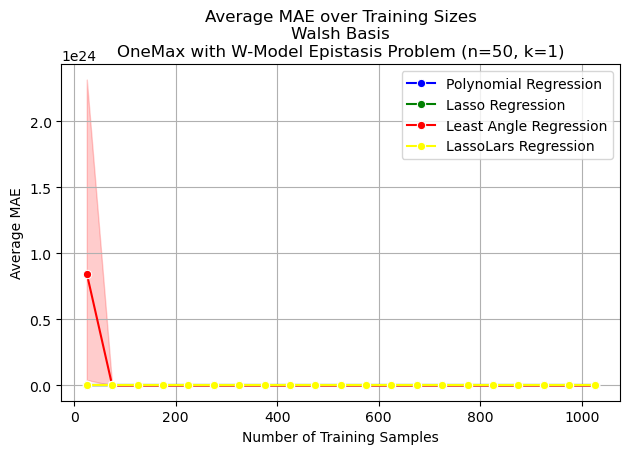 Average MAE over Training Sizes
Walsh Basis
OneMax with W-Model Epistasis Problem (n=50, k=1)
1e24
Polynomial Regression
Lasso Regression
Least Angle Regression
LassoLars Regression
2.0
1.5
1.0
0.5
0.0
Average MAE
0 200 400 600 800 1000
Number of Training Samples